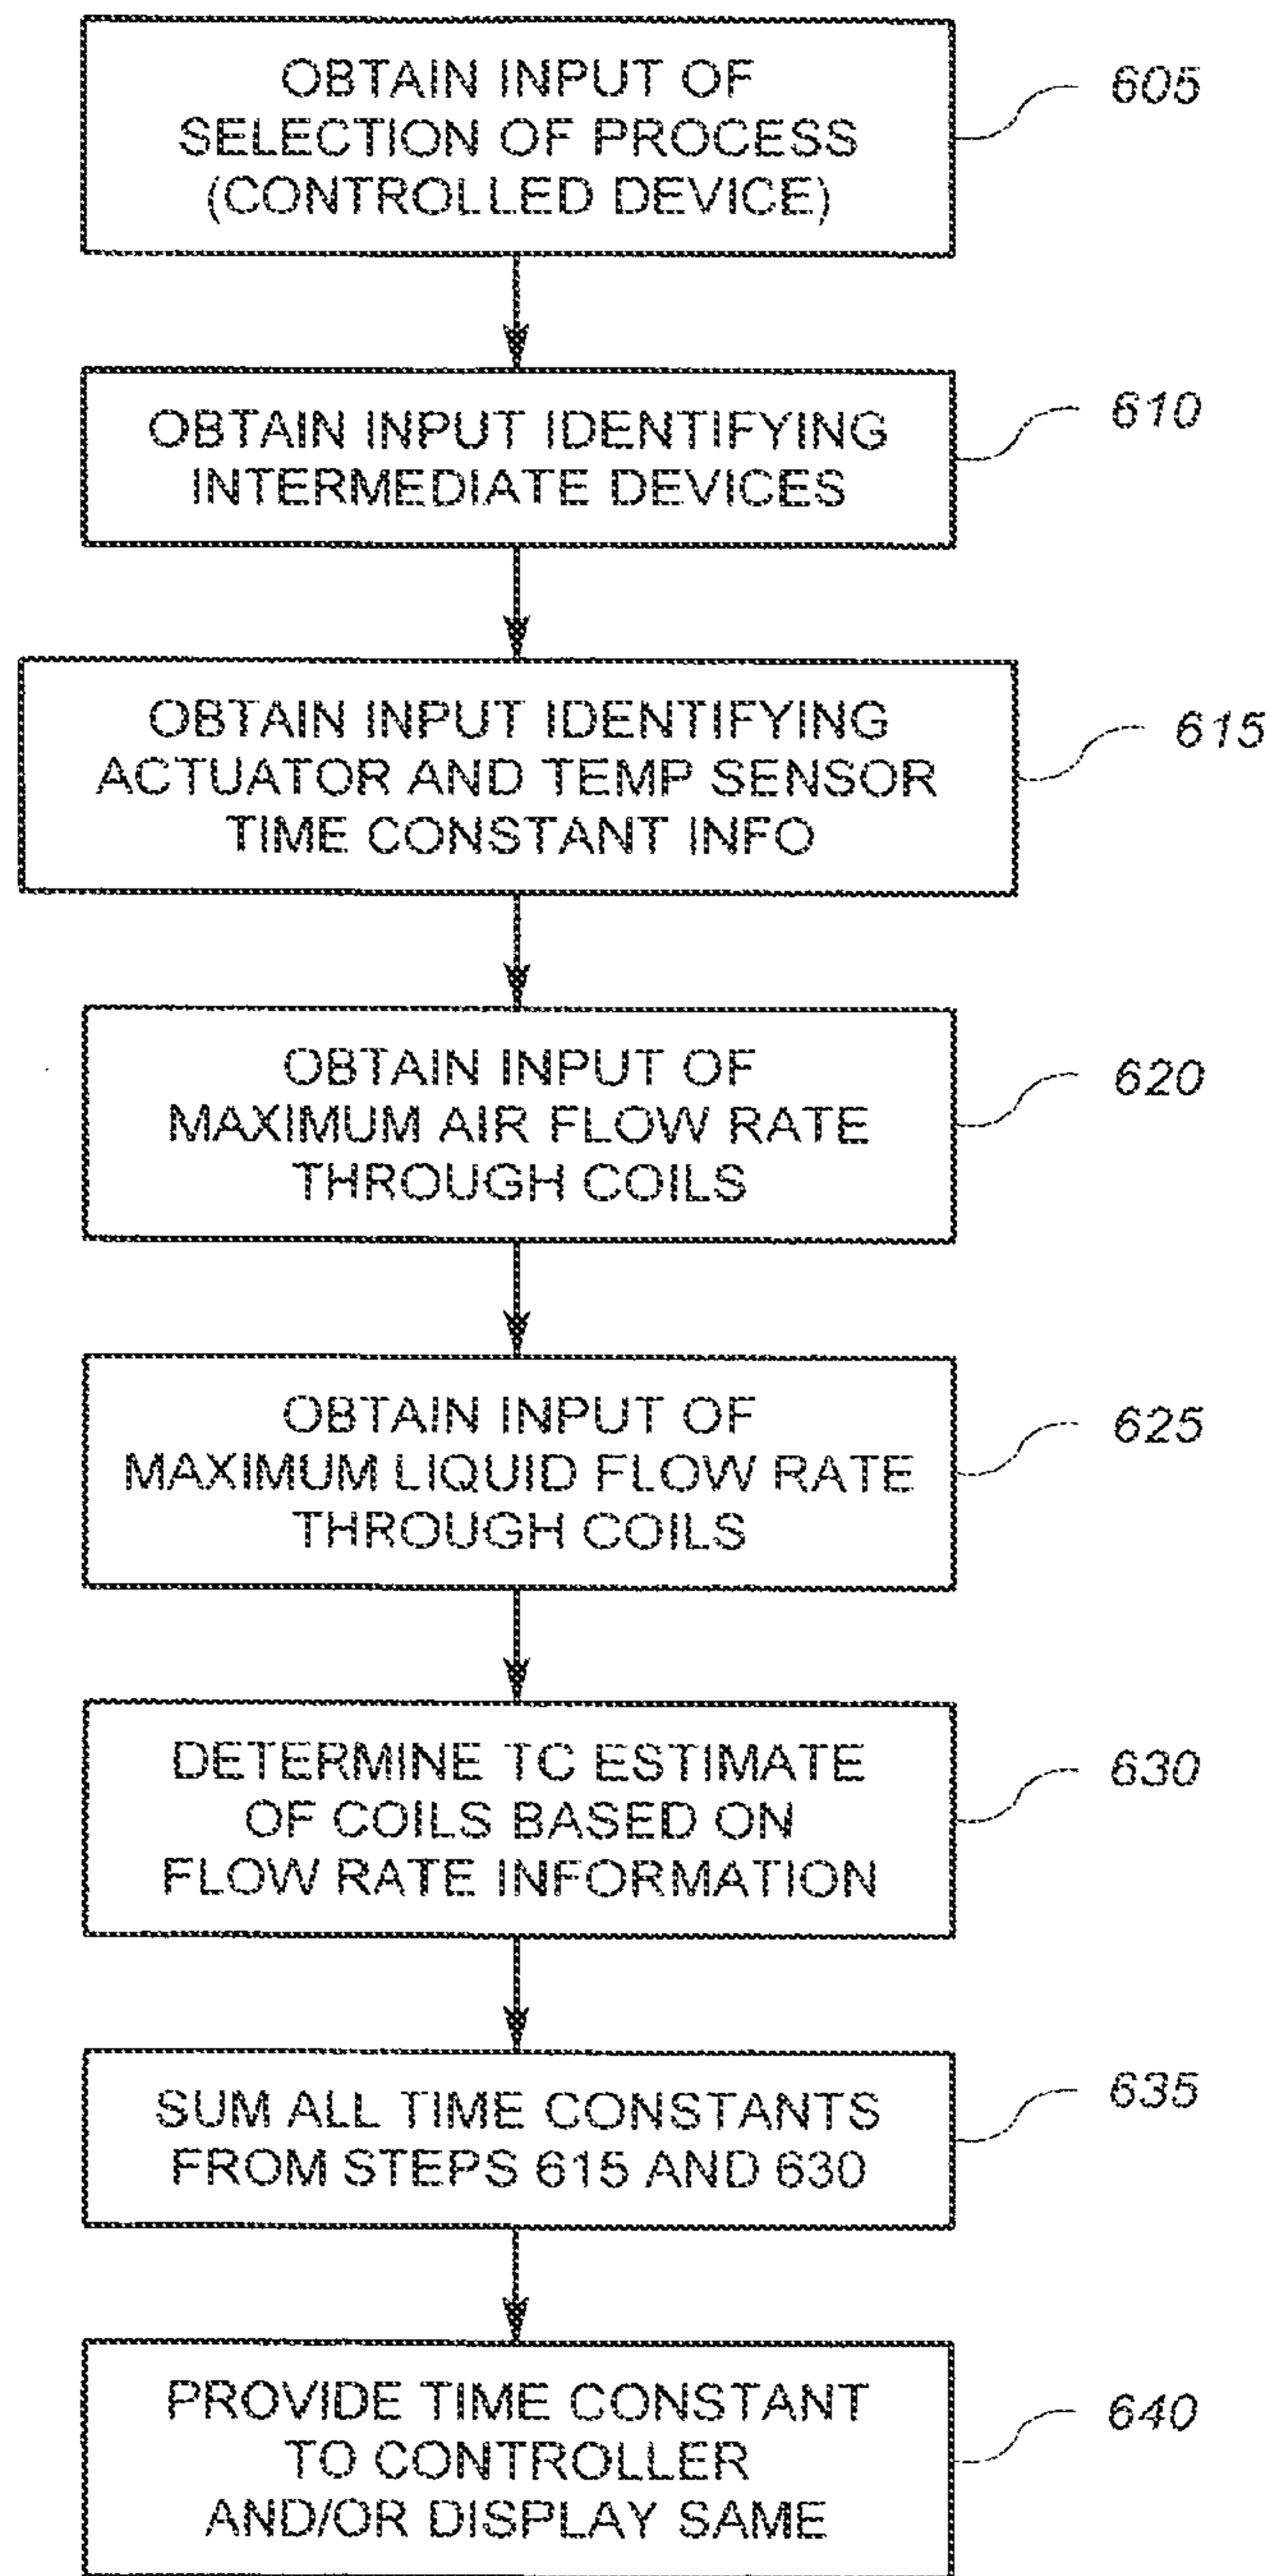 OBTAIN INPUT OF
SELECTION OF PROCESS
(CONTROLLED DEVICE)
605
OBTAIN INPUT IDENTIFYING
INTERMEDIATE DEVICES
610
OBTAIN INPUT IDENTIFYING
ACTUATOR AND TEMP SENSOR
TIME CONSTANT INFO
615
OBTAIN INPUT OF
MAXIMUM AIR FLOW RATE
THROUGH COILS
620
OBTAIN INPUT OF
MAXIMUM LIQUID FLOW RATE
THROUGH COILS
625
DETERMINE TC ESTIMATE
OF COILS BASED ON
FLOW RATE INFORMATION
630
SUM ALL TIME CONSTANTS
FROM STEPS 615 AND 630
635
PROVIDE TIME CONSTANT
TO CONTROLLER
AND/OR DISPLAY SAME
640